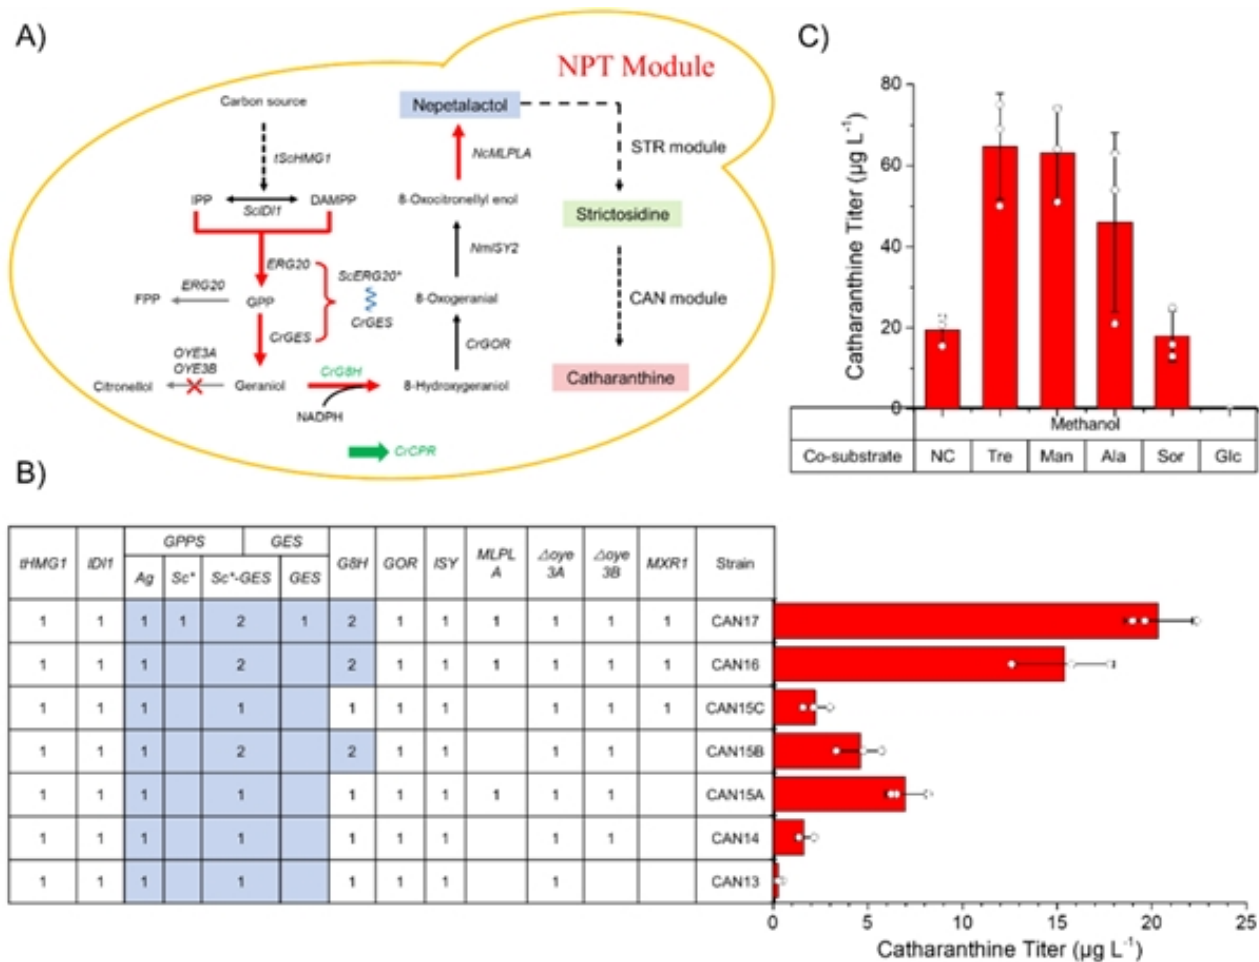 A)
NPT Module
Carbon source
tScHMG1
IPP
DAMPP
ScIDI1
ERG20
ERG20
FPP
GPP
ScERG20*
CrGES
CrGES
OYE3A
OYE3B
Citronellol
Geraniol
CrG8H
NADPH
CrCPR
Nepetalactol
NcMLPLA
8-Oxocitronellyl enol
NmISY2
8-Oxogeranial
CrGOR
8-Hydroxygeraniol
STR module
Strictosidine
CAN module
Catharanthine
C)
Catharanthine Titer (µg L-1)
80
60
40
20
0
Methanol
Co-substrate NC Tre Man Ala Sor Glc
B)
tHMG1 IDI1 GPPS GES G8H GOR ISY MLPL A Δoye 3A Δoye 3B MXR1 Strain
Ag Sc* Sc*-GES GES
1 1 1 1 2 1 2 1 1 1 1 1 1 CAN17
1 1 1 2 2 1 1 1 1 1 1 CAN16
1 1 1 1 1 1 1 1 1 1 CAN15C
1 1 1 2 2 1 1 1 1 CAN15B
1 1 1 1 1 1 1 1 1 1 CAN15A
1 1 1 1 1 1 1 1 1 CAN14
1 1 1 1 1 1 1 1 CAN13
0 5 10 15 20 25
Catharanthine Titer (µg L-1)